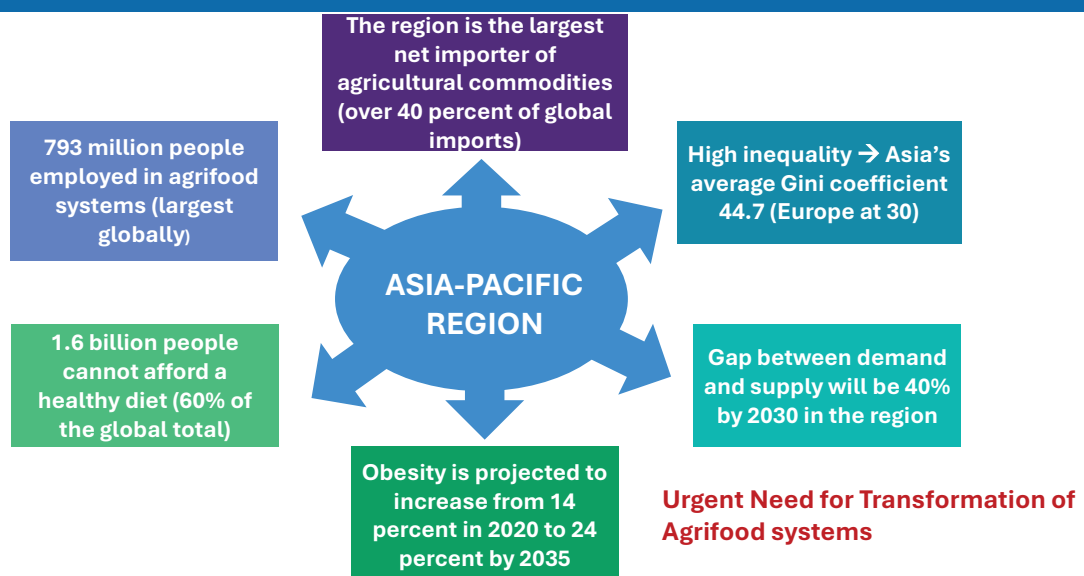 The region is the largest
net importer of
agricultural commodities
(over 40 percent of global
imports)
793 million people
employed in agrifood
systems (largest
globally)
High inequality → Asia's
average Gini coefficient
44.7 (Europe at 30)
ASIA-PACIFIC
REGION
1.6 billion people
cannot afford a
healthy diet (60% of
the global total)
Gap between demand
and supply will be 40%
by 2030 in the region
Obesity is projected to
increase from 14
percent in 2020 to 24
percent by 2035
Urgent Need for Transformation of
Agrifood systems